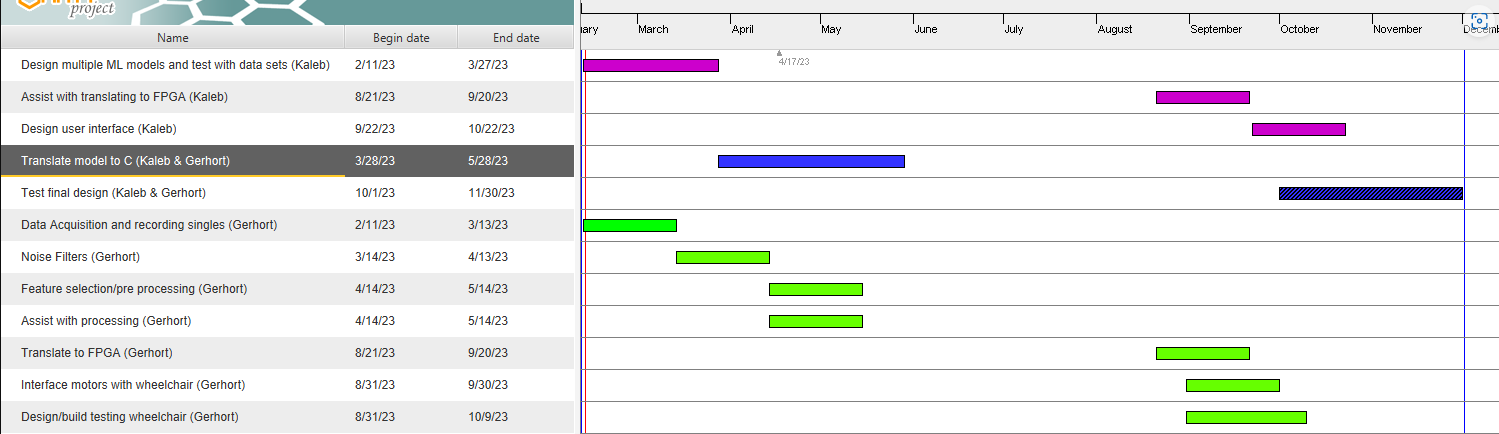 project
ary March April May June July August September October November
Name Begin date End date
4/17/23
Design multiple ML models and test with data sets (Kaleb) 2/11/23 3/27/23
Assist with translating to FPGA (Kaleb) 8/21/23 9/20/23
Design user interface (Kaleb) 9/22/23 10/22/23
Translate model to C (Kaleb & Gerhort) 3/28/23 5/28/23
Test final design (Kaleb & Gerhort) 10/1/23 11/30/23
Data Acquisition and recording singles (Gerhort) 2/11/23 3/13/23
Noise Filters (Gerhort) 3/14/23 4/13/23
Feature selection/pre processing (Gerhort) 4/14/23 5/14/23
Assist with processing (Gerhort) 4/14/23 5/14/23
Translate to FPGA (Gerhort) 8/21/23 9/20/23
Interface motors with wheelchair (Gerhort) 8/31/23 9/30/23
Design/build testing wheelchair (Gerhort) 8/31/23 10/9/23